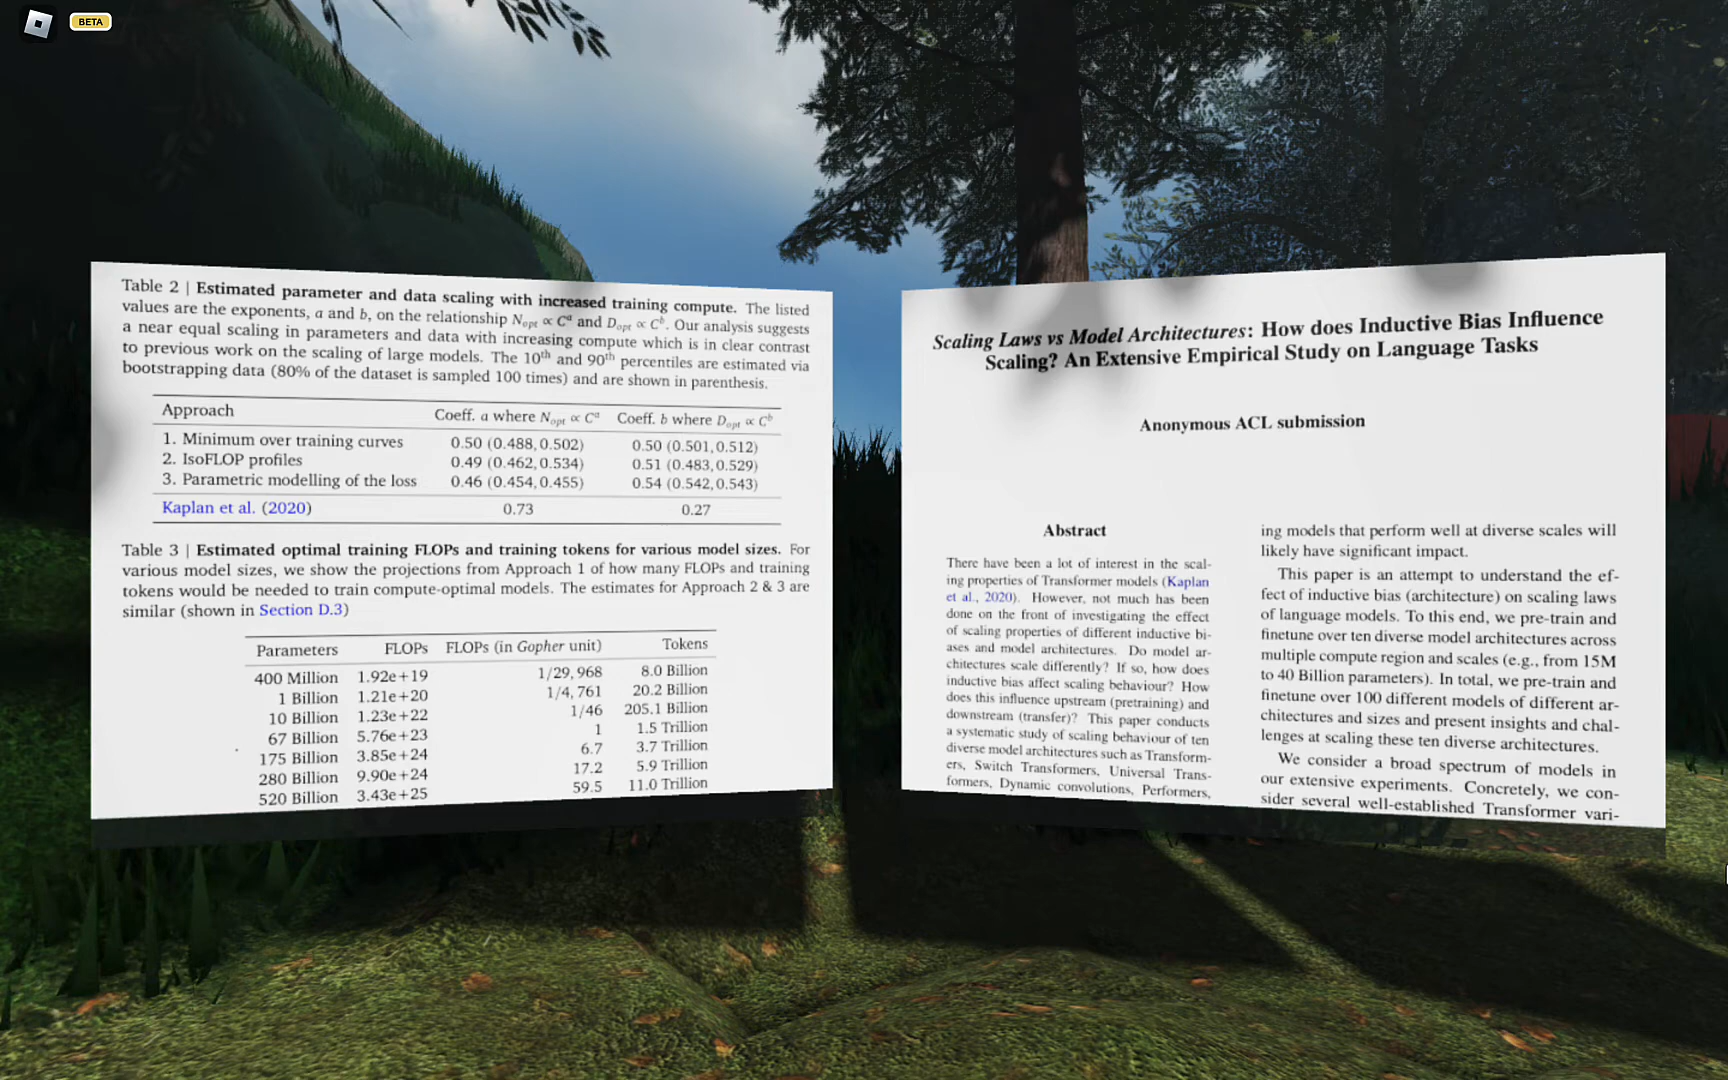 BETA
Table 2 | Estimated parameter and data scaling with increased training compute. The listed
values are the exponents, a and b, on the relationship N_opt ∝ C^a and D_opt ∝ C^b. Our analysis suggests
a near equal scaling in parameters and data with increasing compute which is in clear contrast
to previous work on the scaling of large models. The 10th and 90th percentiles are estimated via
bootstrapping data (80% of the dataset is sampled 100 times) and are shown in parenthesis.
Approach Coeff. a where N_opt ∝ C^a Coeff. b where D_opt ∝ C^b
1. Minimum over training curves 0.50 (0.488, 0.502) 0.50 (0.501, 0.512)
2. IsoFLOP profiles 0.49 (0.462, 0.534) 0.51 (0.483, 0.529)
3. Parametric modelling of the loss 0.46 (0.454, 0.455) 0.54 (0.542, 0.543)
Kaplan et al. (2020) 0.73 0.27
Table 3 | Estimated optimal training FLOPs and training tokens for various model sizes. For
various model sizes, we show the projections from Approach 1 of how many FLOPs and training
tokens would be needed to train compute-optimal models. The estimates for Approach 2 & 3 are
similar (shown in Section D.3)
Parameters FLOPs FLOPs (in Gopher unit) Tokens
400 Million 1.92e+19 1/29,968 8.0 Billion
1 Billion 1.21e+20 1/4,761 20.2 Billion
10 Billion 1.23e+22 1/46 205.1 Billion
67 Billion 5.76e+23 1 1.5 Trillion
175 Billion 3.85e+24 6.7 3.7 Trillion
280 Billion 9.90e+24 17.2 5.9 Trillion
520 Billion 3.43e+25 59.5 11.0 Trillion
Scaling Laws vs Model Architectures: How does Inductive Bias Influence
Scaling? An Extensive Empirical Study on Language Tasks
Anonymous ACL submission
Abstract
There have been a lot of interest in the scal-
ing properties of Transformer models (Kaplan
et al., 2020). However, not much has been
done on the front of investigating the effect
of scaling properties of different inductive bi-
ases and model architectures. Do model ar-
chitectures scale differently? If so, how does
inductive bias affect scaling behaviour? How
does this influence upstream (pretraining) and
downstream (transfer)? This paper conducts
a systematic study of scaling behaviour of ten
diverse model architectures such as Transform-
ers, Switch Transformers, Universal Trans-
formers, Dynamic convolutions, Performers,
ing models that perform well at diverse scales will
likely have significant impact.
This paper is an attempt to understand the ef-
fect of inductive bias (architecture) on scaling laws
of language models. To this end, we pre-train and
finetune over ten diverse model architectures across
multiple compute region and scales (e.g., from 15M
to 40 Billion parameters). In total, we pre-train and
finetune over 100 different models of different ar-
chitectures and sizes and present insights and chal-
lenges at scaling these ten diverse architectures.
We consider a broad spectrum of models in
our extensive experiments. Concretely, we con-
sider several well-established Transformer vari-